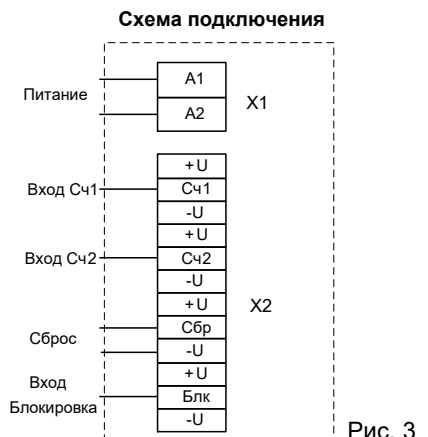 Схема подключения
Питание
A1
A2
X1
+U
Вход Сч1
Сч1
-U
+U
Вход Сч2
Сч2
-U
+U
X2
Сброс
Сбр
-U
+U
Вход
Блокировка
Блк
-U
Рис. 3